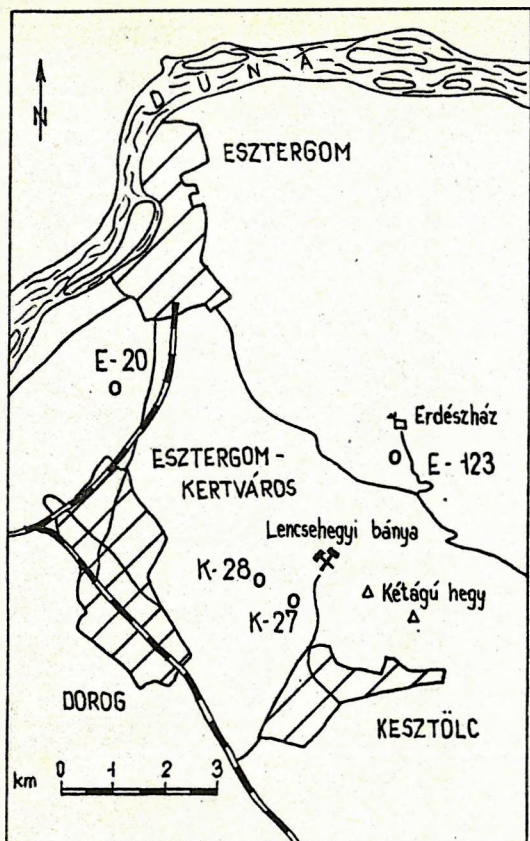 N
DUNA
ESZTERGOM
E-20
Erdészház
E-123
ESZTERGOM-
KERTVÁROS
Lencsehegyi bánya
K-28
Kétágú hegy
K-27
DOROG
KESZTÖLC
km 0 1 2 3